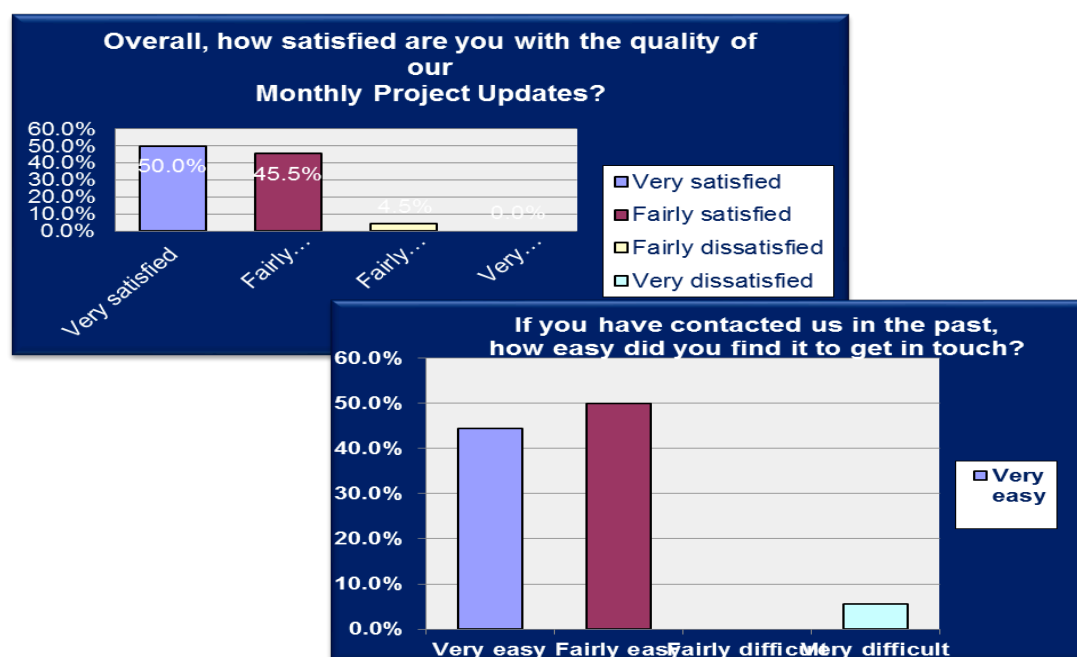 Overall, how satisfied are you with the quality of
our
Monthly Project Updates?
60.0%
50.0%
40.0%
30.0%
20.0%
10.0%
0.0%
50.0%
45.5%
4.5%
0.0%
Very satisfied
Fairly...
Fairly...
Very...
Very satisfied
Fairly satisfied
Fairly dissatisfied
Very dissatisfied
If you have contacted us in the past,
how easy did you find it to get in touch?
60.0%
50.0%
40.0%
30.0%
20.0%
10.0%
0.0%
Very easy
Fairly easy
Fairly difficult
Very difficult
Very
easy